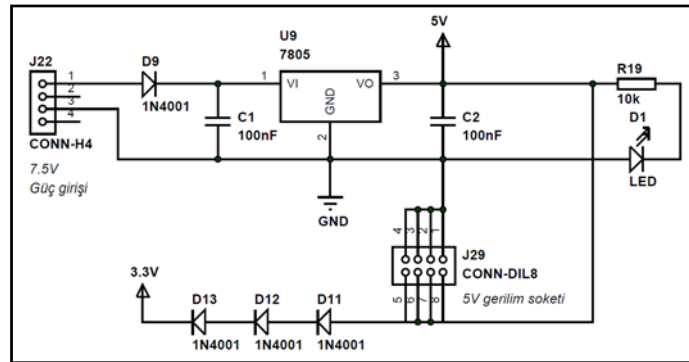 J22
1
2
3
4
CONN-H4
7.5V
Güç girişi
D9
1N4001
C1
100nF
U9
7805
1
VI
VO
3
GND
2
GND
5V
C2
100nF
R19
10k
D1
LED
4
3
2
1
J29
CONN-DIL8
5
6
7
8
5V gerilim soketi
3.3V
D13
1N4001
D12
1N4001
D11
1N4001